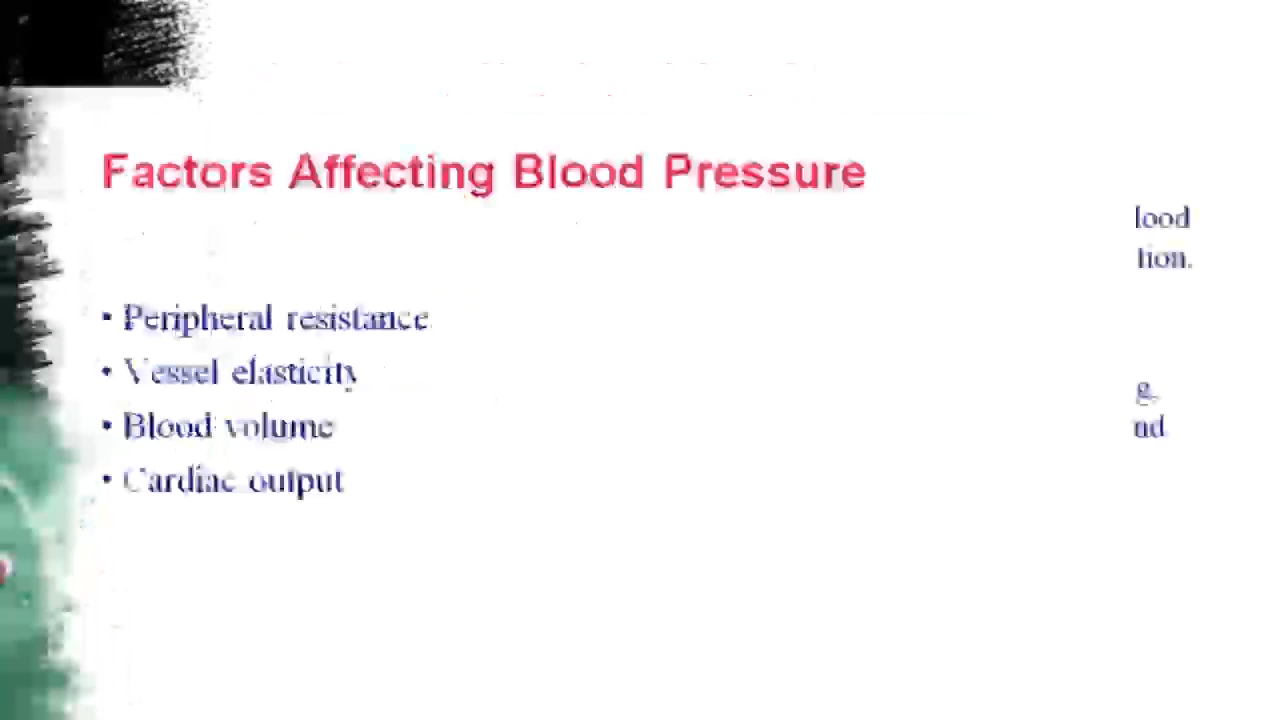 Factors Affecting Blood Pressure
lood
tion.
• Peripheral resistance
• Vessel elasticity
g.
• Blood volume
nd
• Cardiac output